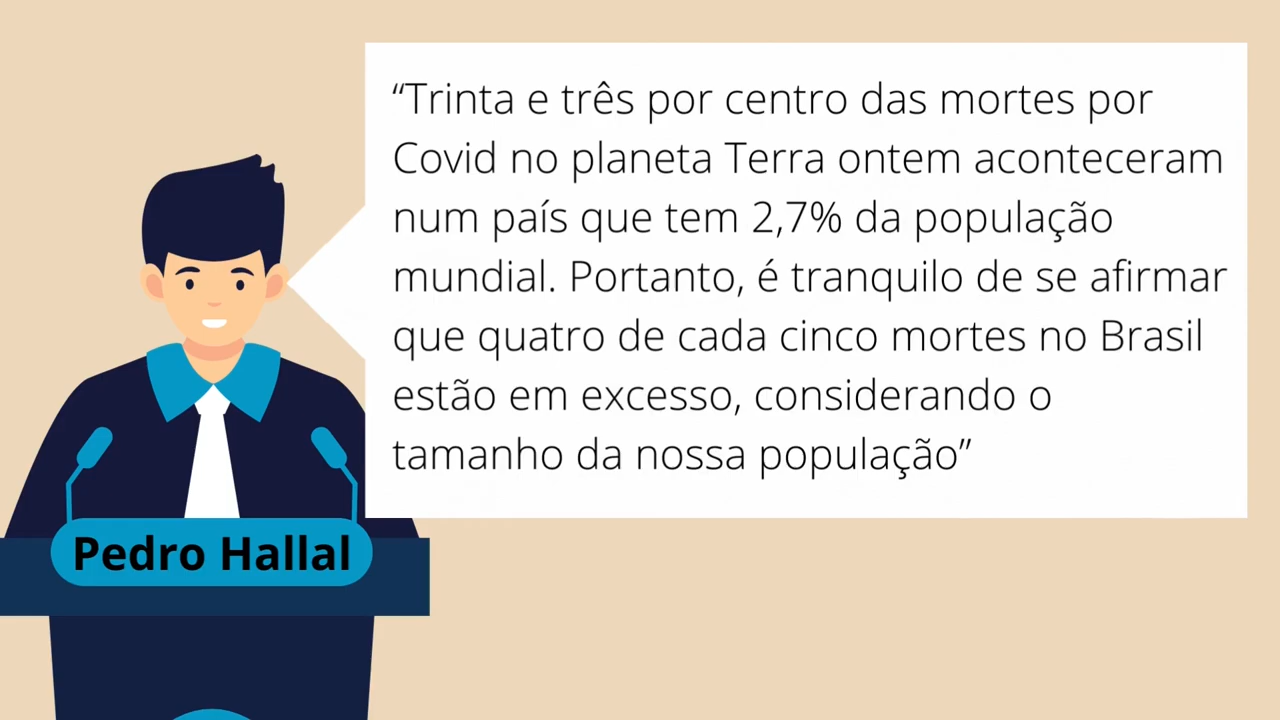 “Trinta e três por centro das mortes por
Covid no planeta Terra ontem aconteceram
num país que tem 2,7% da população
mundial. Portanto, é tranquilo de se afirmar
que quatro de cada cinco mortes no Brasil
estão em excesso, considerando o
tamanho da nossa população”
Pedro Hallal